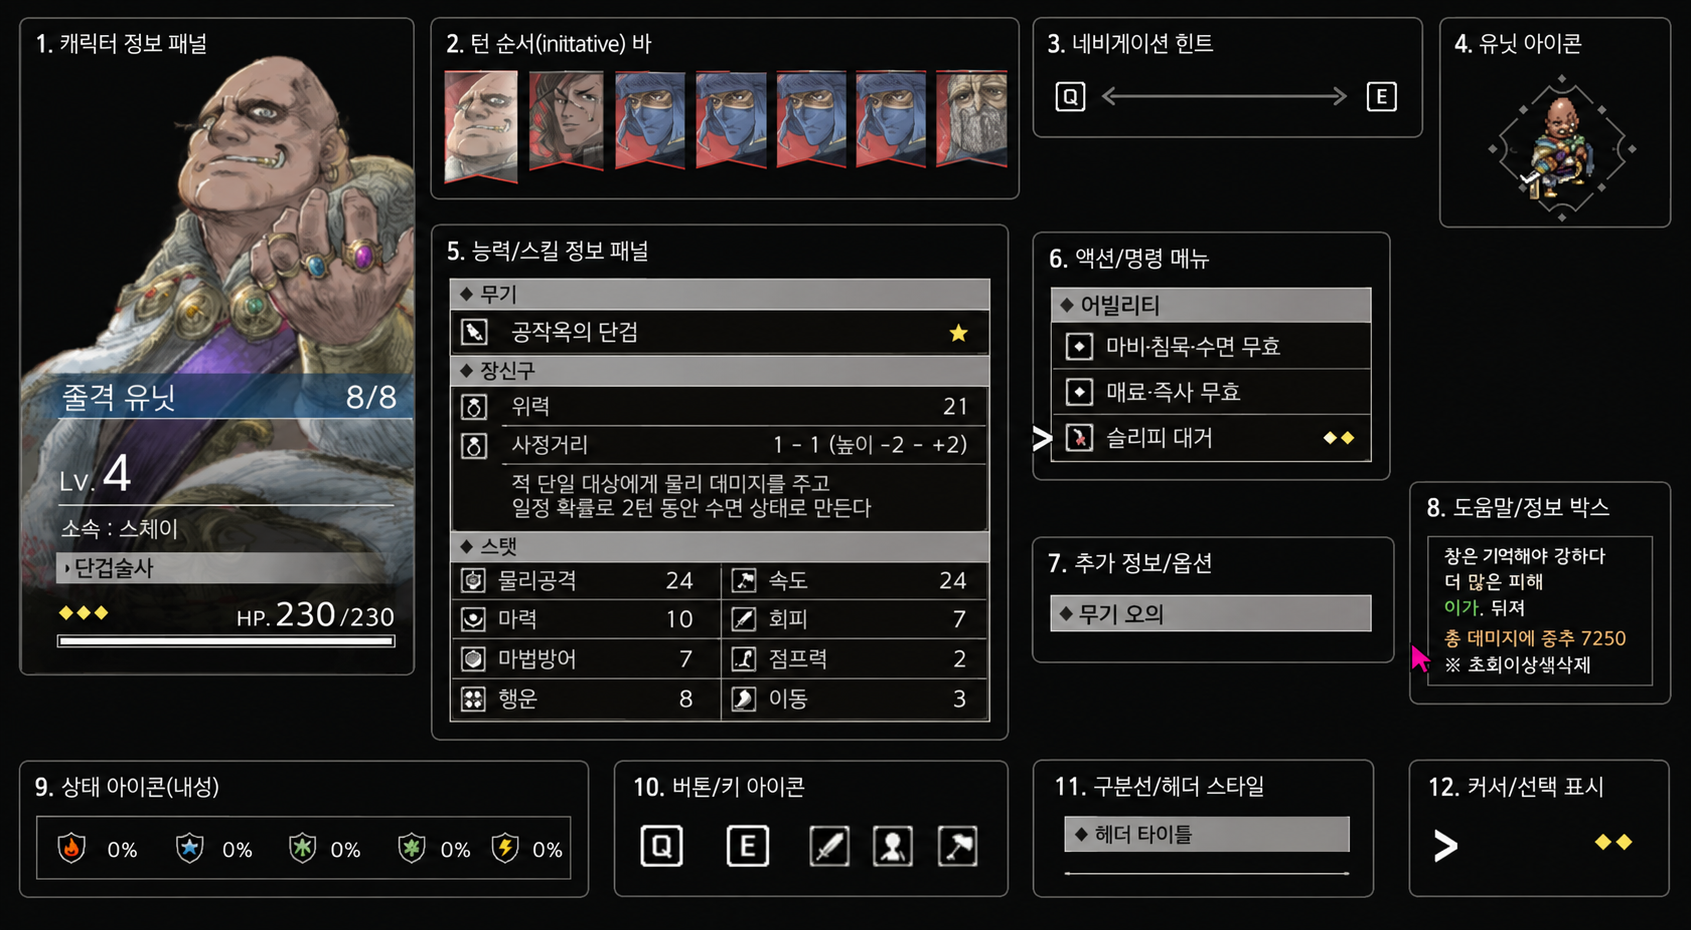 1. 캐릭터 정보 패널
졸격 유닛 8/8
Lv. 4
소속 : 스체이
단겁술사
HP. 230/230
2. 턴 순서(inittative) 바
3. 네비게이션 힌트
Q E
4. 유닛 아이콘
5. 능력/스킬 정보 패널
◆ 무기
공작옥의 단검 ★
◆ 장신구
위력 21
사정거리 1 - 1 (높이 -2 - +2)
적 단일 대상에게 물리 데미지를 주고
일정 확률로 2턴 동안 수면 상태로 만든다
◆ 스탯
물리공격 24 속도 24
마력 10 회피 7
마법방어 7 점프력 2
행운 8 이동 3
6. 액션/명령 메뉴
◆ 어빌리티
마비·침묵·수면 무효
매료·즉사 무효
> 슬리피 대거
7. 추가 정보/옵션
◆ 무기 오의
8. 도움말/정보 박스
창은 기억해야 강하다
더 많은 피해
이가. 뒤져
총 데미지에 중추 7250
※ 초회이상색삭제
9. 상태 아이콘(내성)
0% 0% 0% 0% 0%
10. 버튼/키 아이콘
Q E
11. 구분선/헤더 스타일
◆ 헤더 타이틀
12. 커서/선택 표시
>